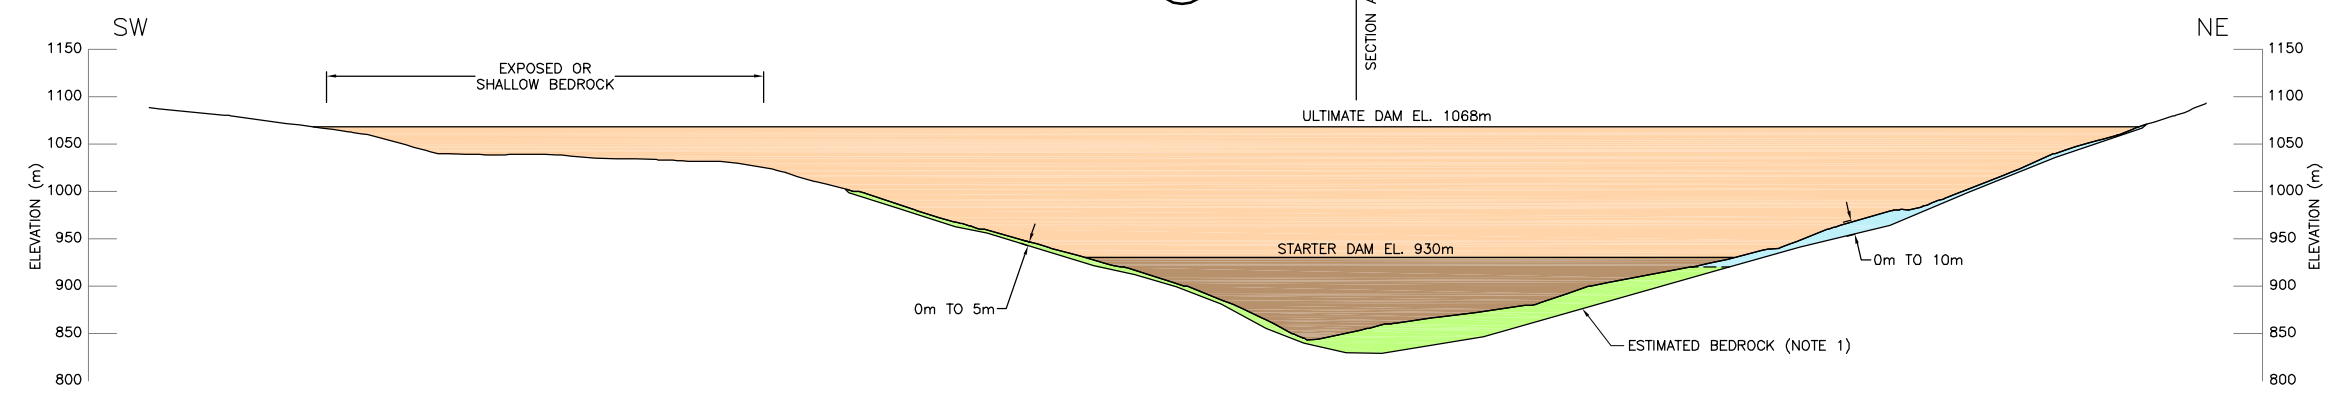 SW
NE
SECTION
1150
1100
1050
1000
950
900
850
800
ELEVATION (m)
EXPOSED OR
SHALLOW BEDROCK
ULTIMATE DAM EL. 1068m
STARTER DAM EL. 930m
0m TO 5m
0m TO 10m
ESTIMATED BEDROCK (NOTE 1)
1150
1100
1050
1000
950
900
850
800
ELEVATION (m)